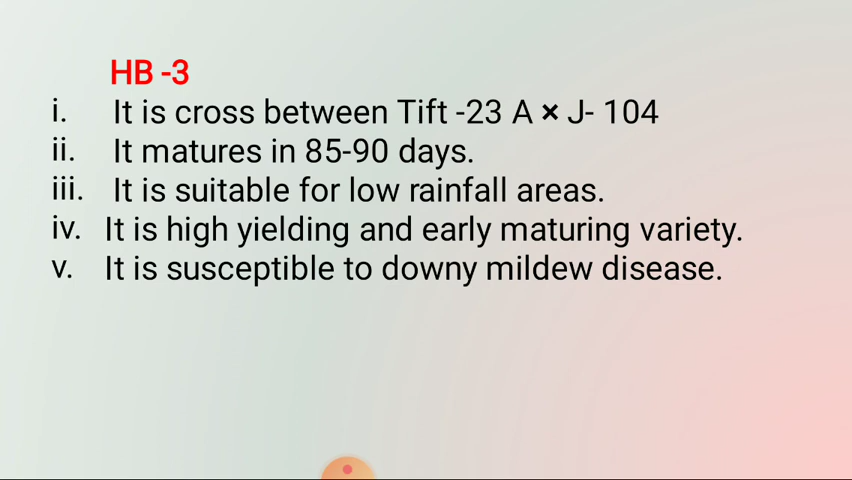 HB -3
i. It is cross between Tift -23 A × J- 104
ii. It matures in 85-90 days.
iii. It is suitable for low rainfall areas.
iv. It is high yielding and early maturing variety.
v. It is susceptible to downy mildew disease.